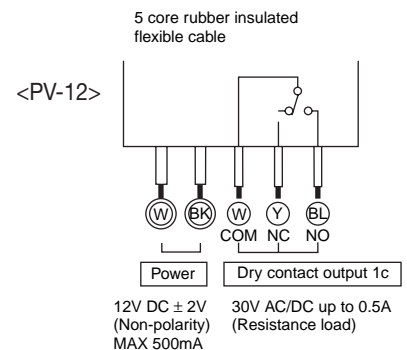 5 core rubber insulated
flexible cable
<PV-12>
W BK W Y BL
COM NC NO
Power Dry contact output 1c
12V DC ± 2V
(Non-polarity)
MAX 500mA
30V AC/DC up to 0.5A
(Resistance load)